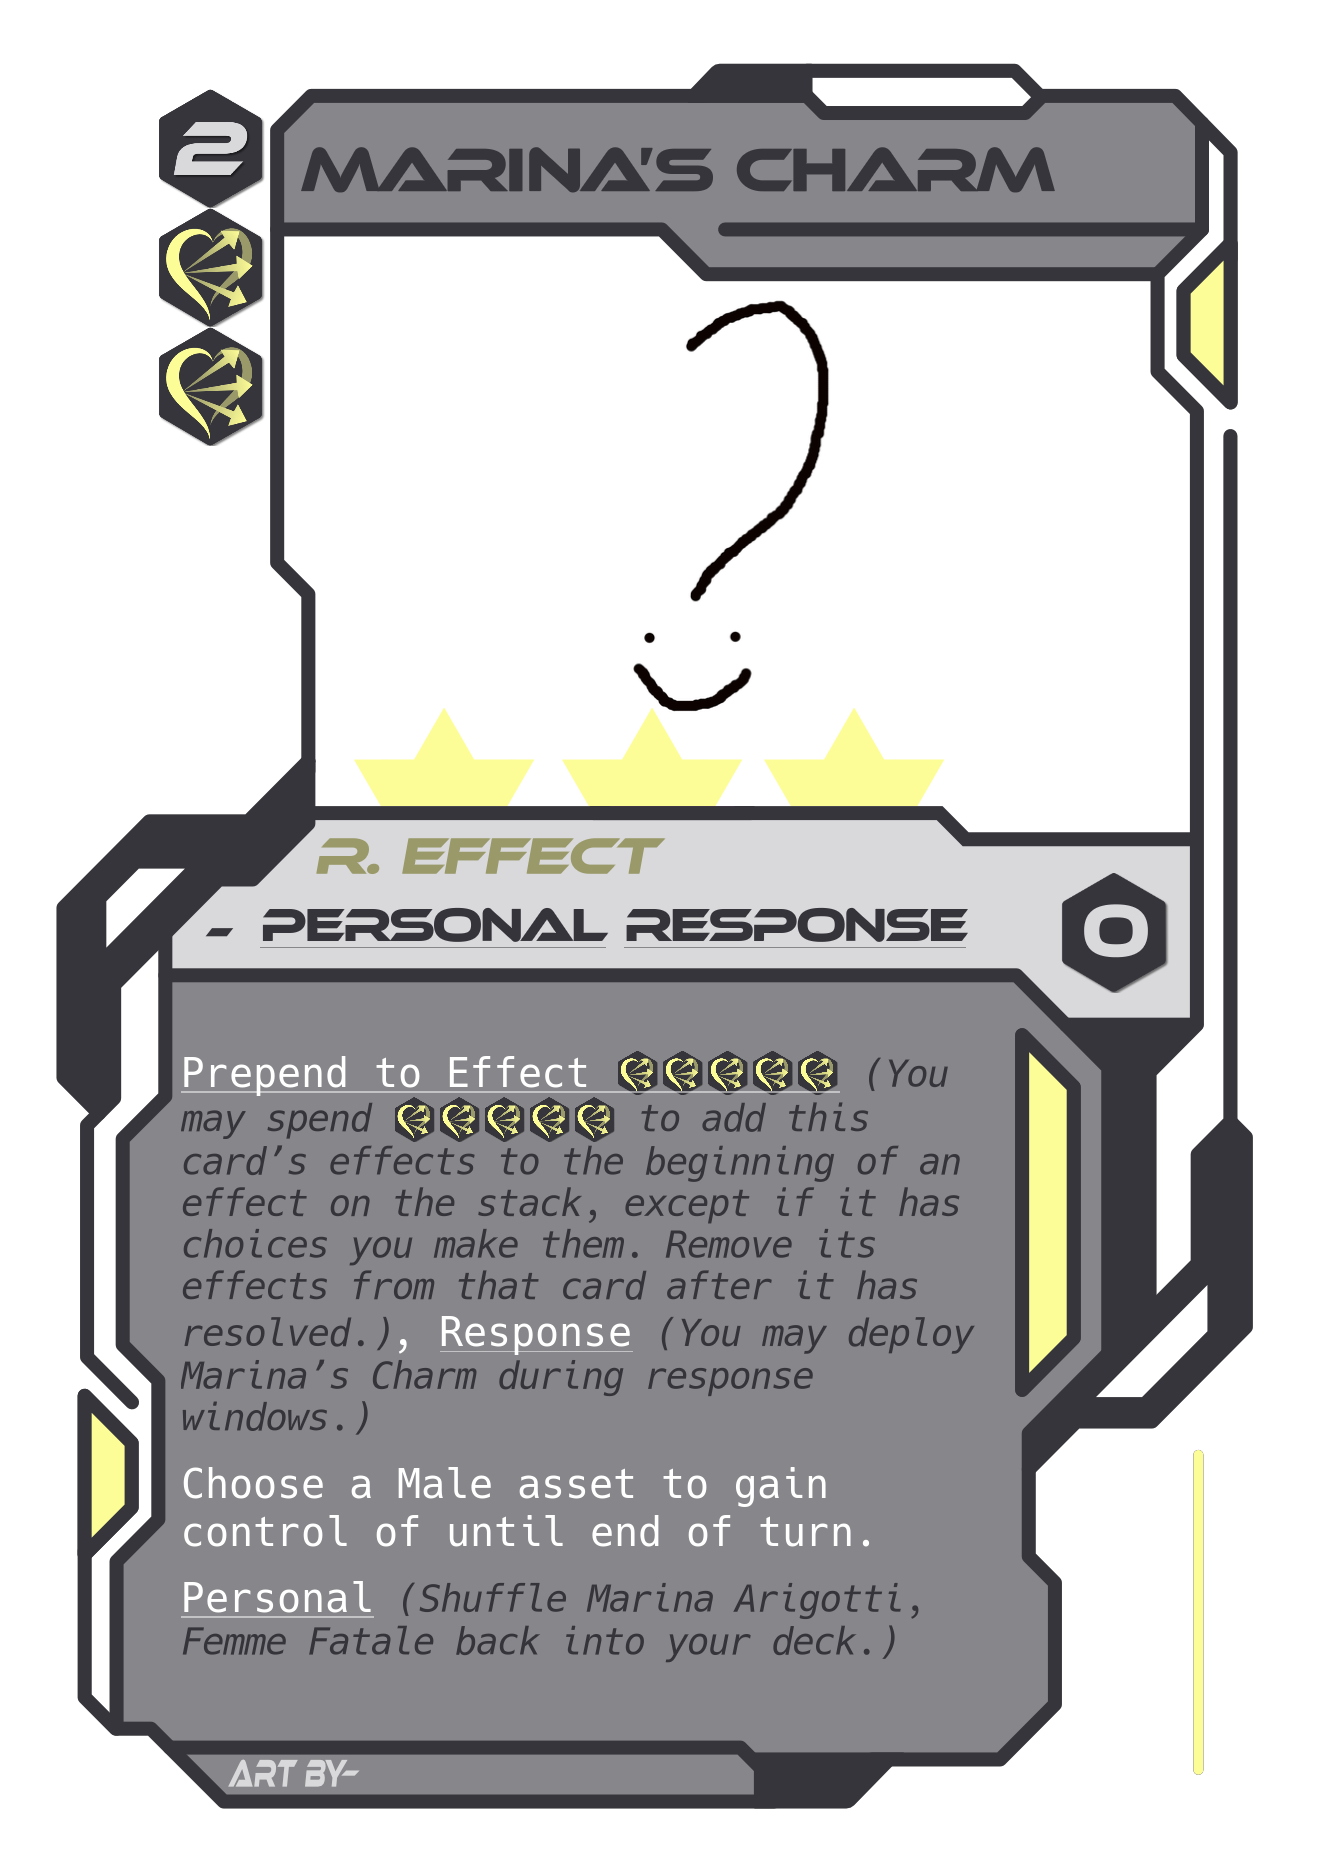 2
MARINA'S CHARM
R. EFFECT
- PERSONAL RESPONSE
0
Prepend to Effect (You
may spend to add this
card's effects to the beginning of an
effect on the stack, except if it has
choices you make them. Remove its
effects from that card after it has
resolved.), Response (You may deploy
Marina's Charm during response
windows.)
Choose a Male asset to gain
control of until end of turn.
Personal (Shuffle Marina Arigotti,
Femme Fatale back into your deck.)
ART BY-